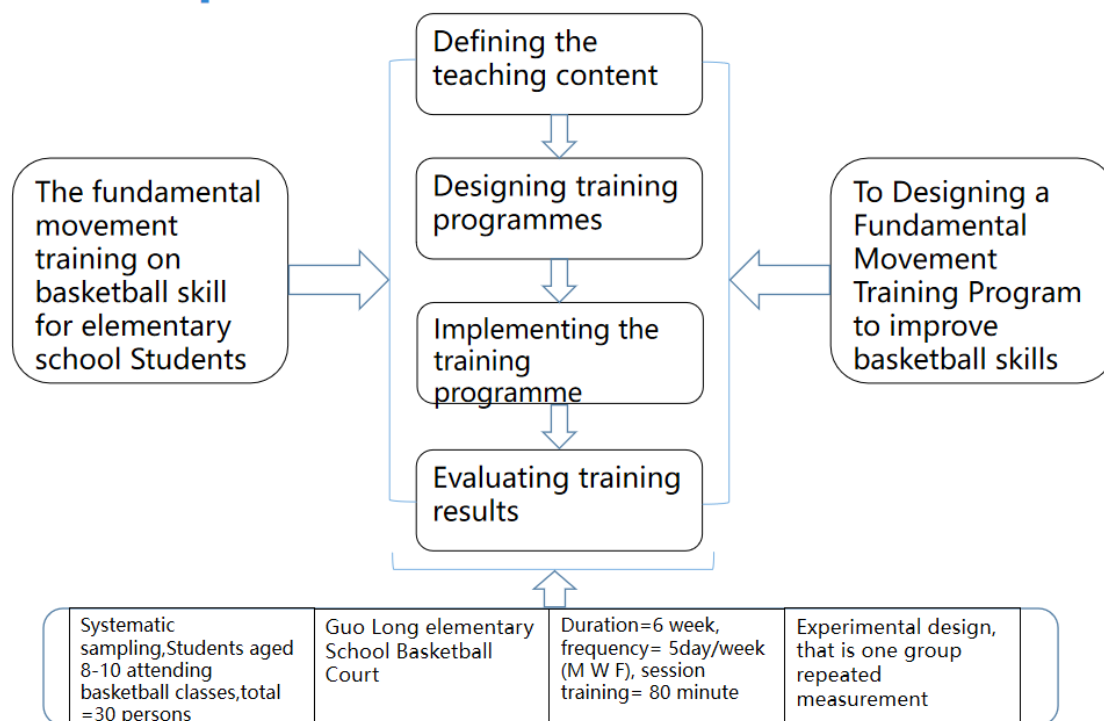 Defining the
teaching content
Designing training
programmes
Implementing the
training
programme
Evaluating training
results
The fundamental
movement
training on
basketball skill
for elementary
school Students
To Designing a
Fundamental
Movement
Training Program
to improve
basketball skills
Systematic
sampling,Students aged
8-10 attending
basketball classes,total
=30 persons
Guo Long elementary
School Basketball
Court
Duration=6 week,
frequency= 5day/week
(M W F), session
training= 80 minute
Experimental design,
that is one group
repeated
measurement